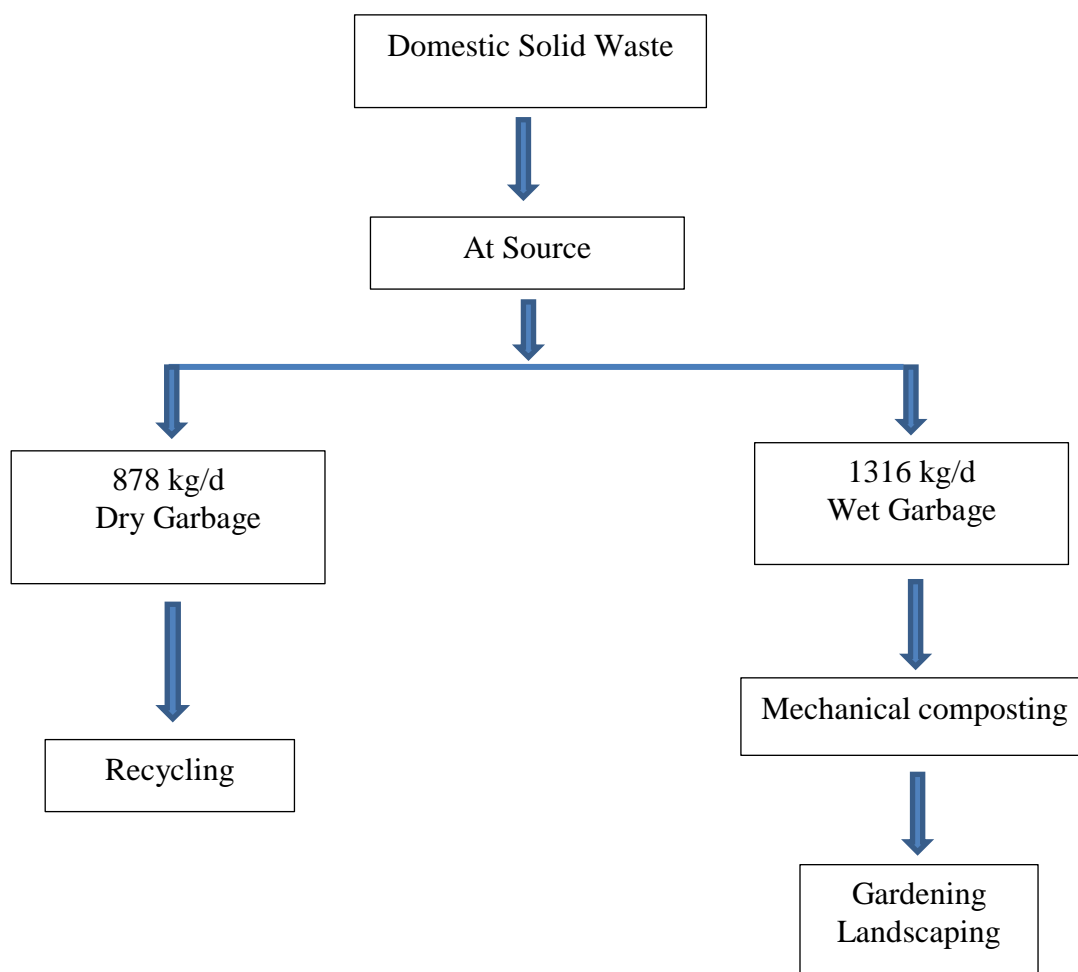 Domestic Solid Waste
At Source
878 kg/d
Dry Garbage
1316 kg/d
Wet Garbage
Mechanical composting
Recycling
Gardening
Landscaping